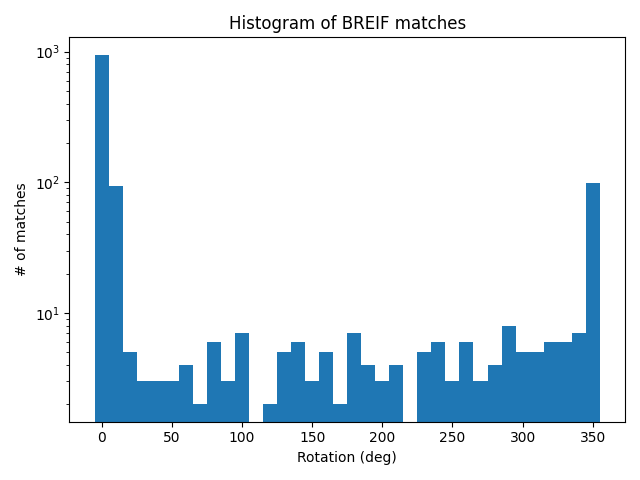 Histogram of BREIF matches
# of matches
10³
10²
10¹
0 50 100 150 200 250 300 350
Rotation (deg)